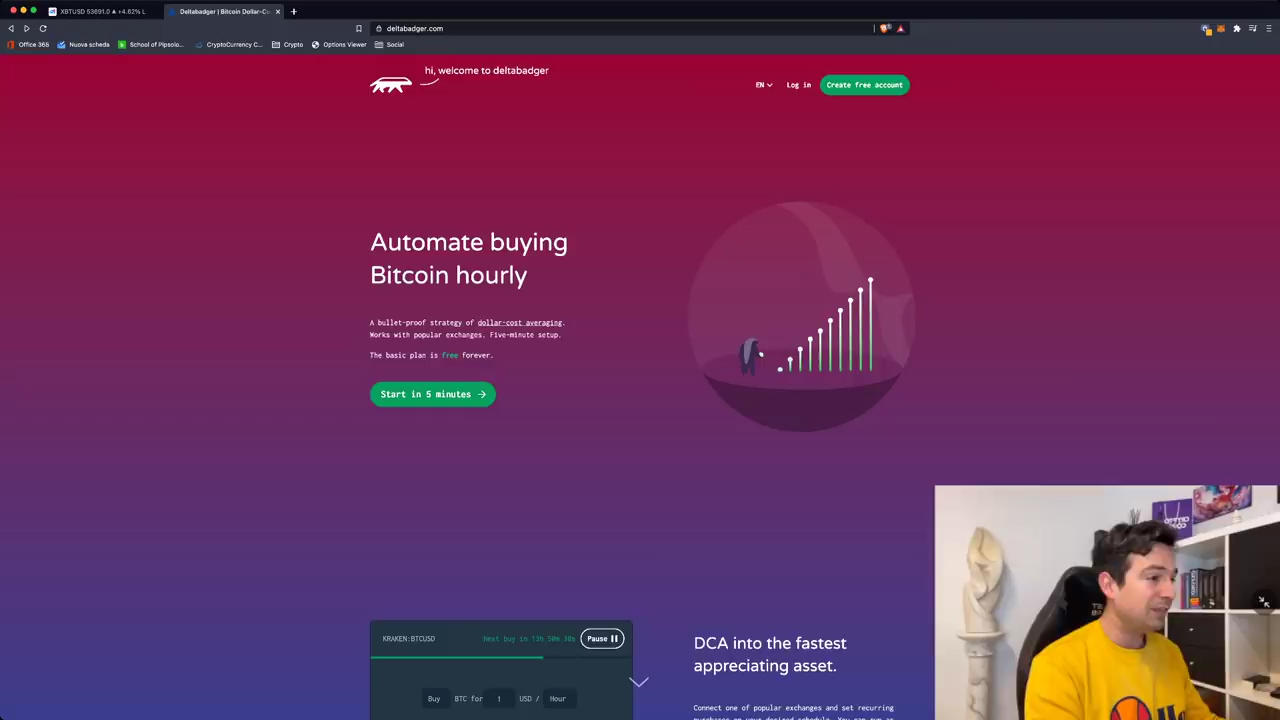 XBTUSD 53691.0 ▲ +4.62% L
Deltabadger | Bitcoin Dollar-Co
deltabadger.com
Office 365
Nuova scheda
School of Pipsolo...
CryptoCurrency C...
Crypto
Options Viewer
Social
hi, welcome to deltabadger
EN
Log in
Create free account
Automate buying
Bitcoin hourly
A bullet-proof strategy of dollar-cost averaging.
Works with popular exchanges. Five-minute setup.
The basic plan is free forever.
Start in 5 minutes →
KRAKEN:BTCUSD
Next buy in 13h 50m 38s
Pause
DCA into the fastest
appreciating asset.
Buy
BTC for
1
USD /
Hour
Connect one of popular exchanges and set recurring